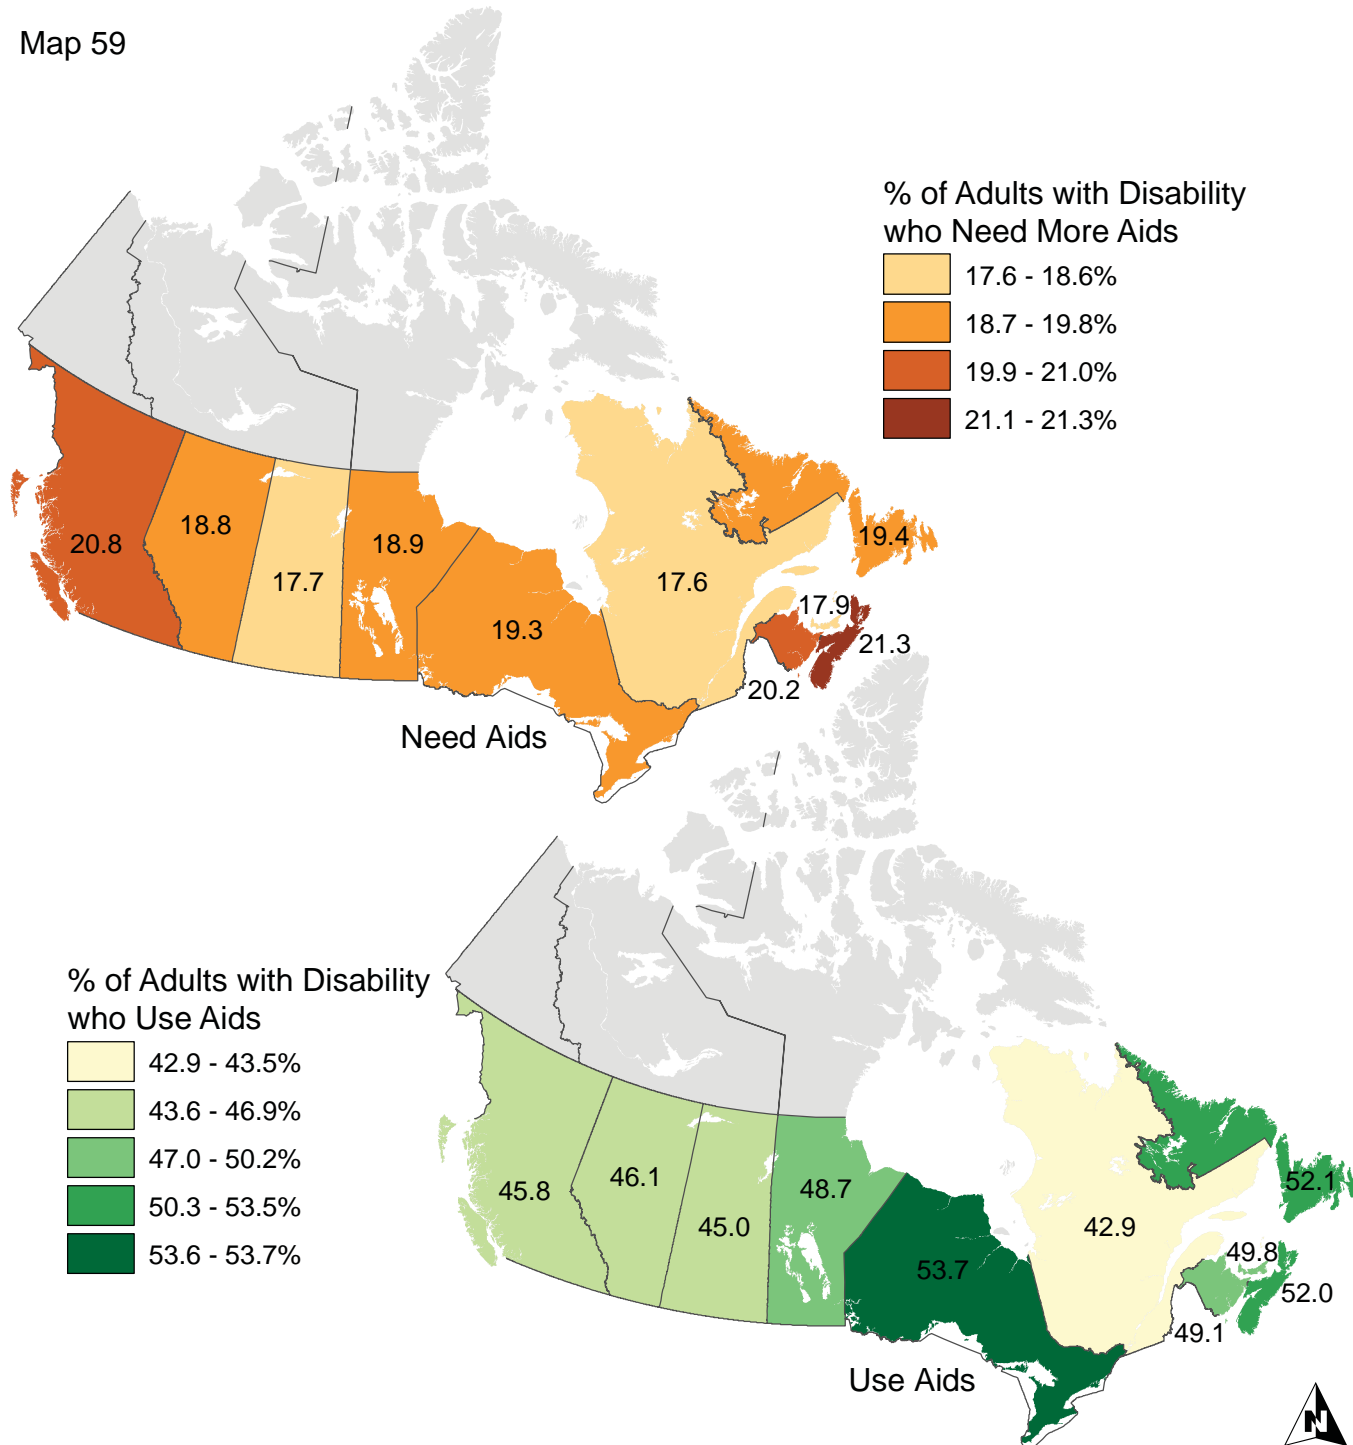 Map 59
% of Adults with Disability
who Need More Aids
17.6 - 18.6%
18.7 - 19.8%
19.9 - 21.0%
21.1 - 21.3%
20.8
18.8
17.7
18.9
19.3
17.6
19.4
17.9
21.3
20.2
Need Aids
% of Adults with Disability
who Use Aids
42.9 - 43.5%
43.6 - 46.9%
47.0 - 50.2%
50.3 - 53.5%
53.6 - 53.7%
45.8
46.1
45.0
48.7
53.7
42.9
52.1
49.8
52.0
49.1
Use Aids
N